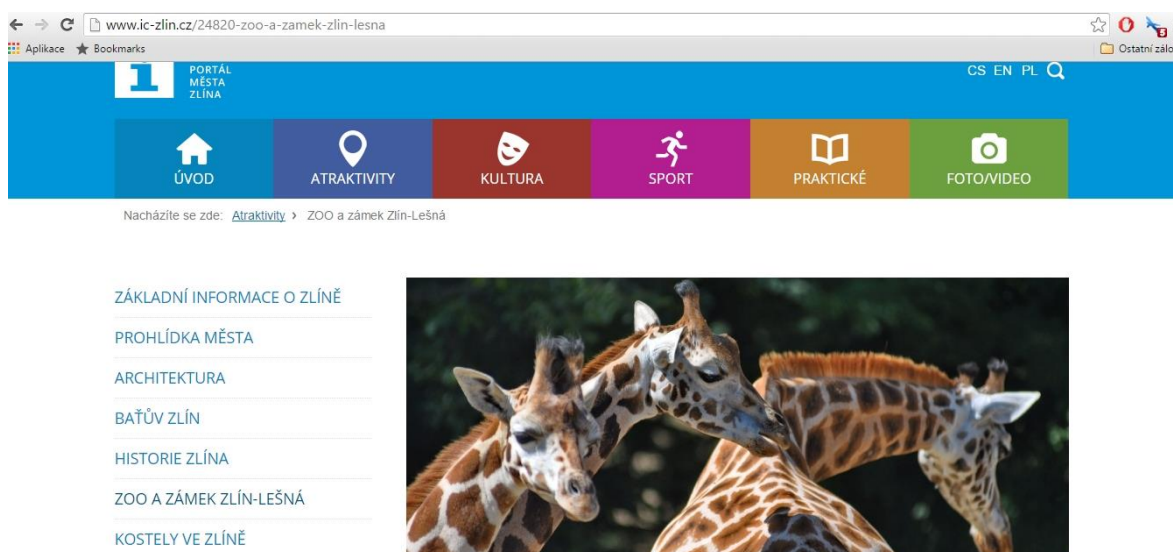 www.ic-zlin.cz/24820-zoo-a-zamek-zlin-lesna
Aplikace Bookmarks Ostatní zálo
PORTÁL
MĚSTA
ZLÍNA
CS EN PL
ÚVOD ATRAKTIVITY KULTURA SPORT PRAKTICKÉ FOTO/VIDEO
Nacházíte se zde: Atraktivity › ZOO a zámek Zlín-Lešná
ZÁKLADNÍ INFORMACE O ZLÍNĚ
PROHLÍDKA MĚSTA
ARCHITEKTURA
BAŤŮV ZLÍN
HISTORIE ZLÍNA
ZOO A ZÁMEK ZLÍN-LEŠNÁ
KOSTELY VE ZLÍNĚ